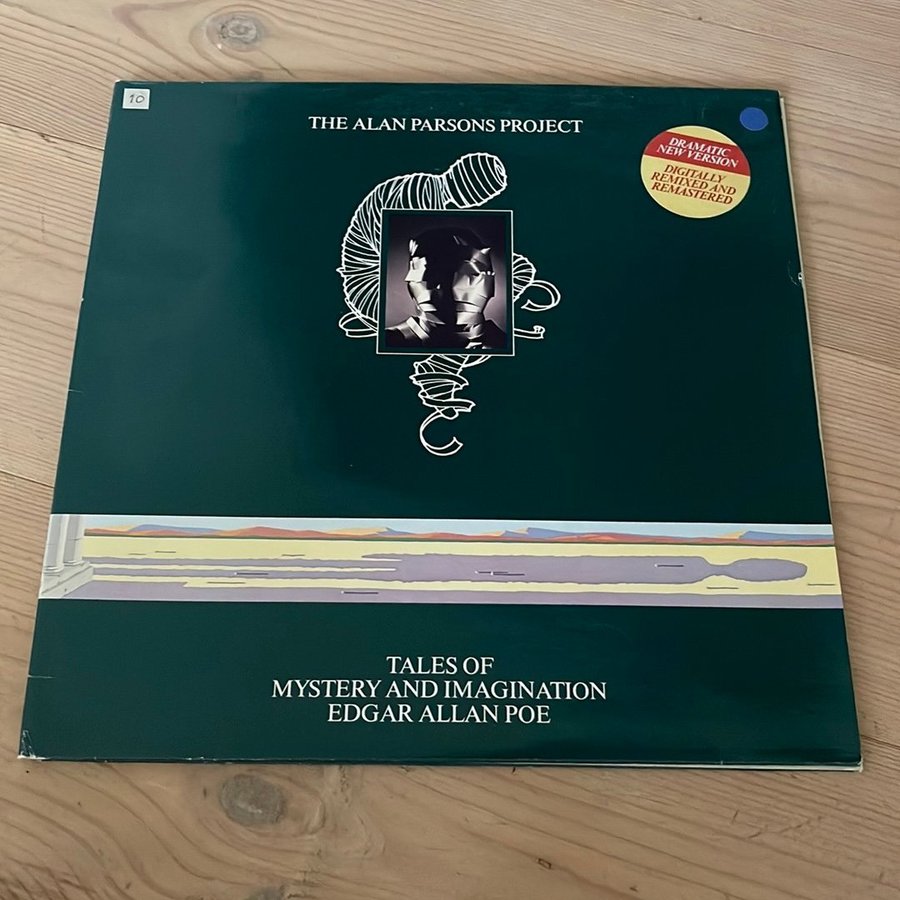 10
THE ALAN PARSONS PROJECT
DRAMATIC
NEW VERSION
DIGITALLY
REMIXED AND
REMASTERED
TALES OF
MYSTERY AND IMAGINATION
EDGAR ALLAN POE